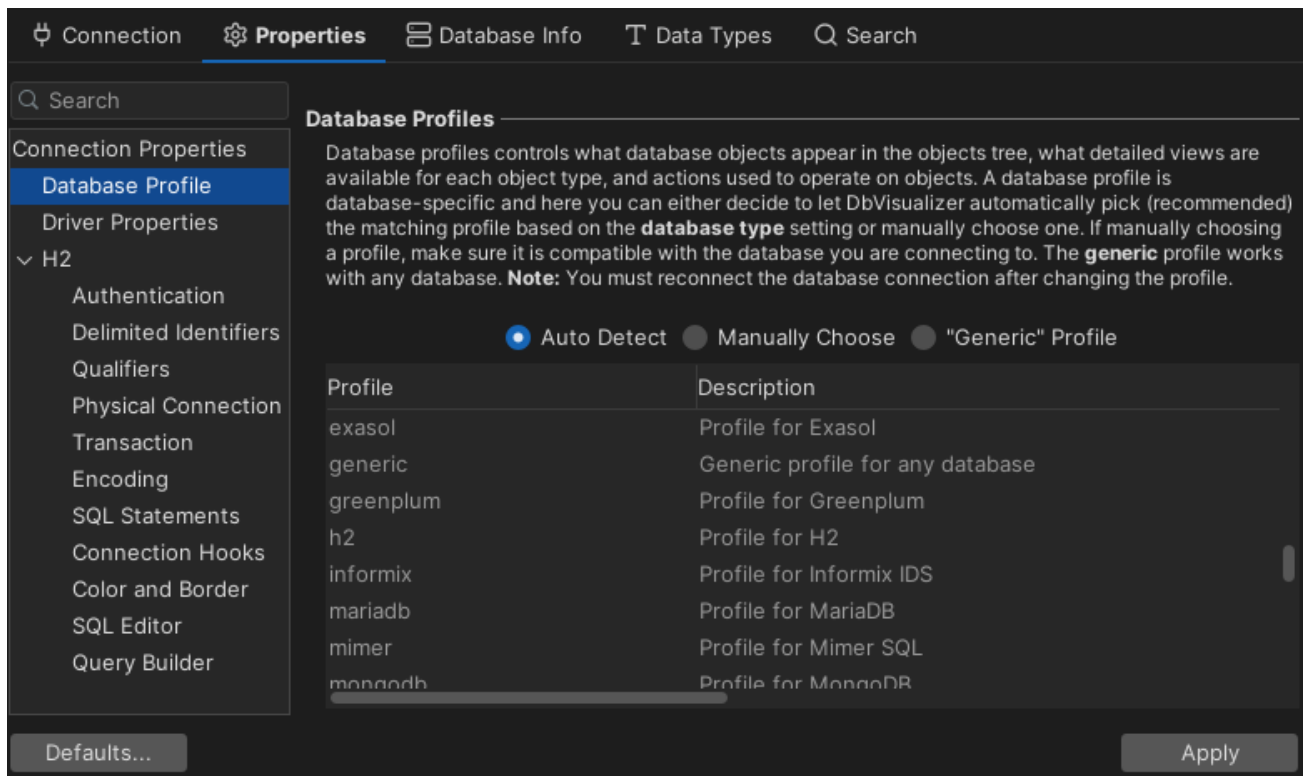 Connection Properties Database Info Data Types Search
Search
Connection Properties
Database Profile
Driver Properties
H2
Authentication
Delimited Identifiers
Qualifiers
Physical Connection
Transaction
Encoding
SQL Statements
Connection Hooks
Color and Border
SQL Editor
Query Builder
Database Profiles
Database profiles controls what database objects appear in the objects tree, what detailed views are
available for each object type, and actions used to operate on objects. A database profile is
database-specific and here you can either decide to let DbVisualizer automatically pick (recommended)
the matching profile based on the database type setting or manually choose one. If manually choosing
a profile, make sure it is compatible with the database you are connecting to. The generic profile works
with any database. Note: You must reconnect the database connection after changing the profile.
Auto Detect Manually Choose "Generic" Profile
Profile Description
exasol Profile for Exasol
generic Generic profile for any database
greenplum Profile for Greenplum
h2 Profile for H2
informix Profile for Informix IDS
mariadb Profile for MariaDB
mimer Profile for Mimer SQL
mongodb Profile for MongoDB
Defaults... Apply